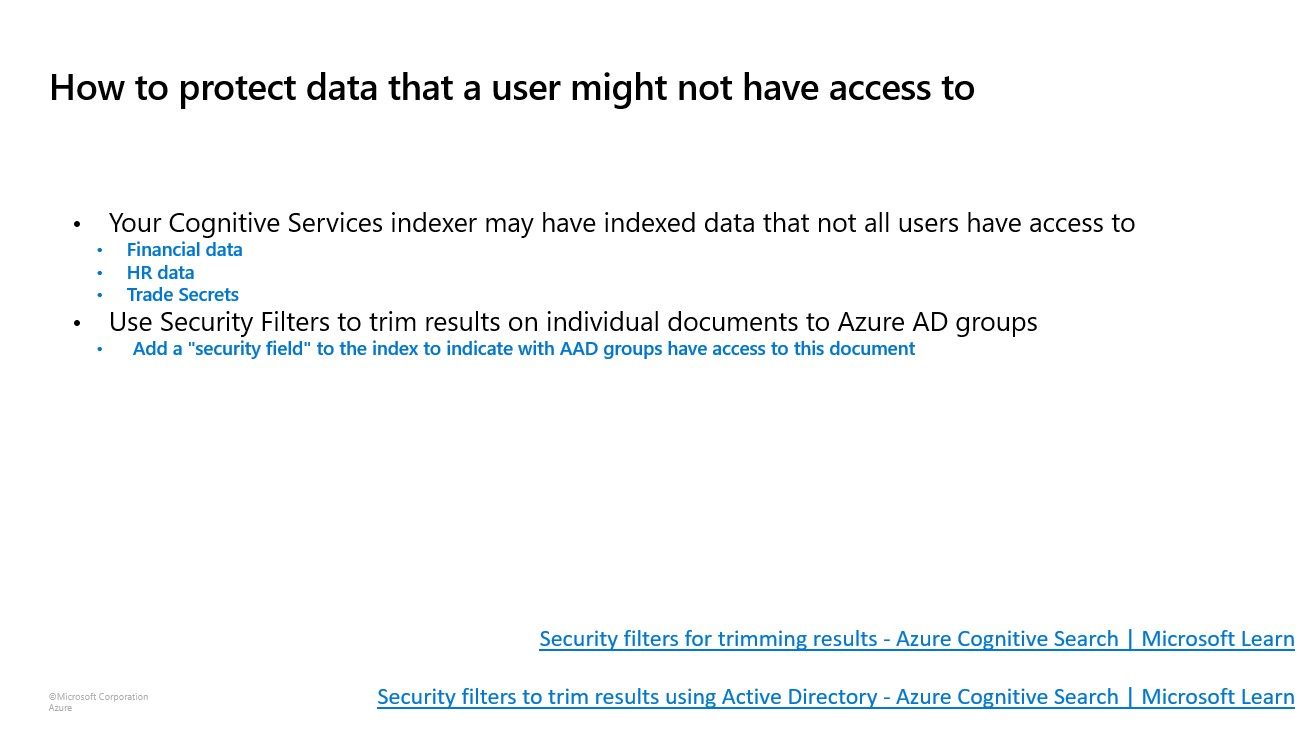 How to protect data that a user might not have access to
• Your Cognitive Services indexer may have indexed data that not all users have access to
• Financial data
• HR data
• Trade Secrets
• Use Security Filters to trim results on individual documents to Azure AD groups
• Add a "security field" to the index to indicate with AAD groups have access to this document
Security filters for trimming results - Azure Cognitive Search | Microsoft Learn
Security filters to trim results using Active Directory - Azure Cognitive Search | Microsoft Learn
©Microsoft Corporation
Azure